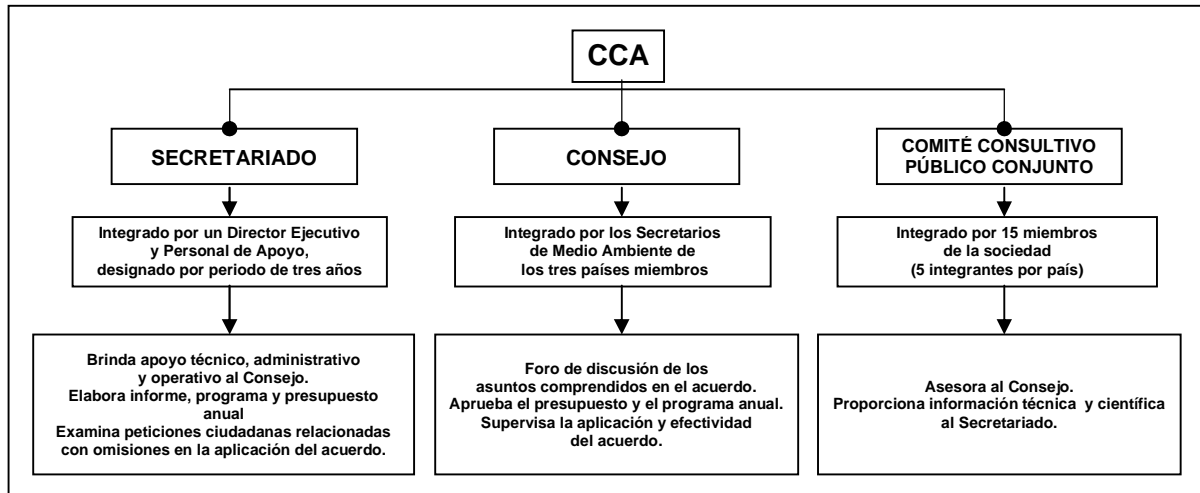 CCA
SECRETARIADO
Integrado por un Director Ejecutivo
y Personal de Apoyo,
designado por periodo de tres años
Brinda apoyo técnico, administrativo
y operativo al Consejo.
Elabora informe, programa y presupuesto
anual
Examina peticiones ciudadanas relacionadas
con omisiones en la aplicación del acuerdo.
CONSEJO
Integrado por los Secretarios
de Medio Ambiente de
los tres países miembros
Foro de discusión de los
asuntos comprendidos en el acuerdo.
Aprueba el presupuesto y el programa anual.
Supervisa la aplicación y efectividad
del acuerdo.
COMITÉ CONSULTIVO
PÚBLICO CONJUNTO
Integrado por 15 miembros
de la sociedad
(5 integrantes por país)
Asesora al Consejo.
Proporciona información técnica y científica
al Secretariado.